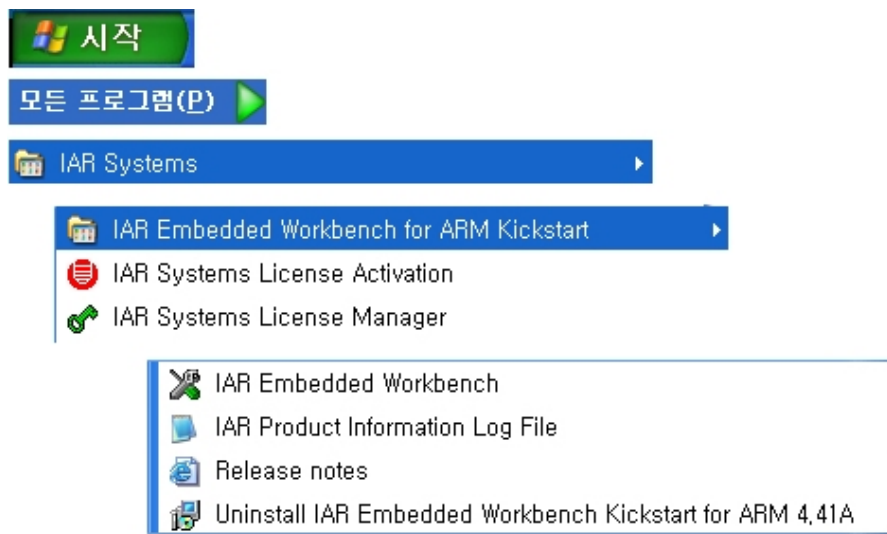 시작
모든 프로그램(P)
IAR Systems
IAR Embedded Workbench for ARM Kickstart
IAR Systems License Activation
IAR Systems License Manager
IAR Embedded Workbench
IAR Product Information Log File
Release notes
Uninstall IAR Embedded Workbench Kickstart for ARM 4,41A